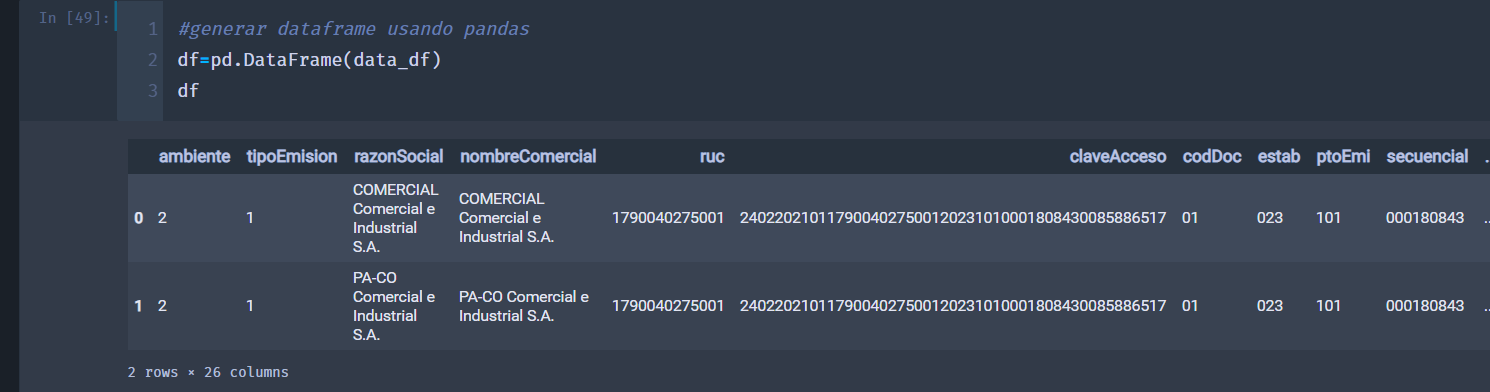 In [49]:
1 #generar dataframe usando pandas
2 df=pd.DataFrame(data_df)
3 df
ambiente tipoEmision razonSocial nombreComercial ruc claveAcceso codDoc estab ptoEmi secuencial .
0 2 1 COMERCIAL Comercial e Industrial S.A. COMERCIAL Comercial e Industrial S.A. 1790040275001 2402202101179004027500120231010001808430085886517 01 023 101 000180843 ..
1 2 1 PA-CO Comercial e Industrial S.A. PA-CO Comercial e Industrial S.A. 1790040275001 2402202101179004027500120231010001808430085886517 01 023 101 000180843 ..
2 rows × 26 columns